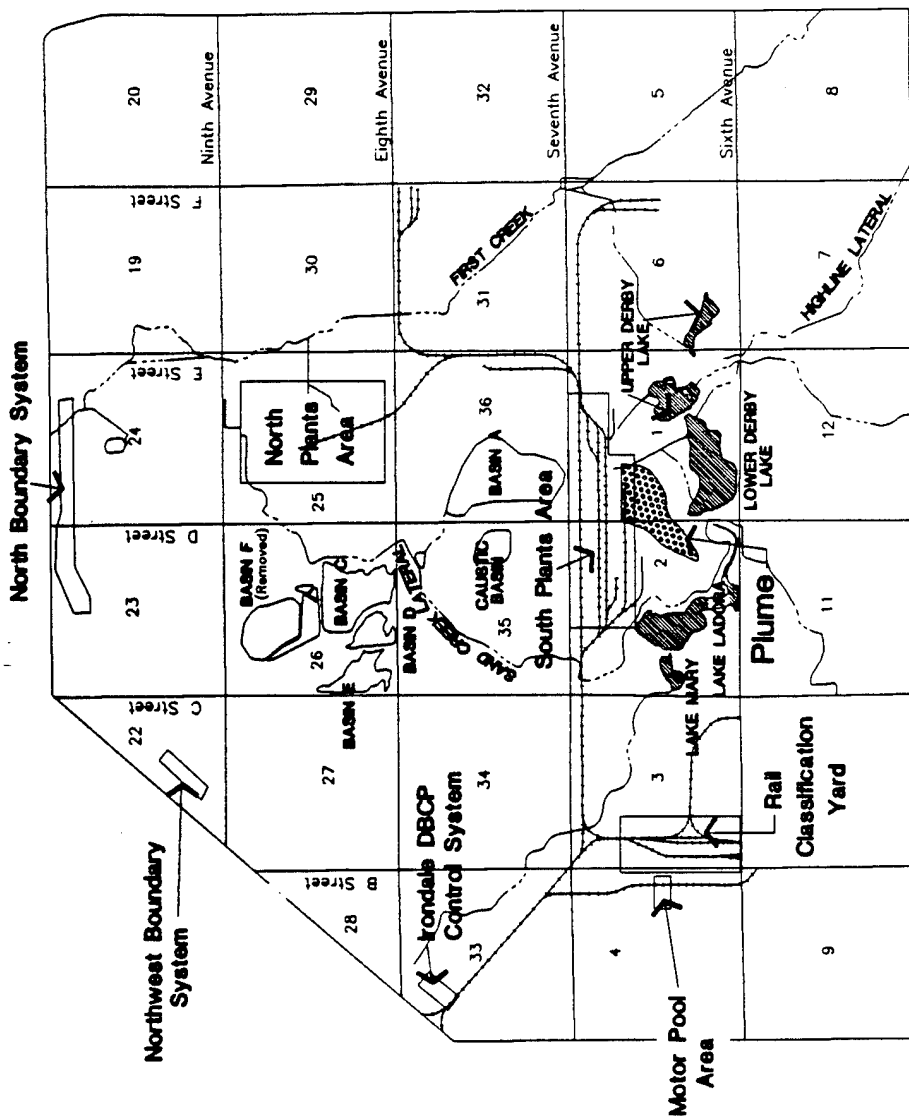 North Boundary System
Northwest Boundary
System
Irondale DBCP
Control System
Motor Pool
Area
Rail
Classification
Yard
Plume
20
29
32
5
8
Ninth Avenue
Eighth Avenue
Seventh Avenue
Sixth Avenue
F Street
19
30
31
6
7
FIRST CREEK
HIGHLINE LATERAL
UPPER DERBY
LAKE
E Street
24
North
Plants
Area
25
36
BASIN A
1
12
LOWER DERBY
LAKE
D Street
23
BASIN F
(Removed)
BASIN C
26
BASIN D
BASIN E
SAND CREEK LATERAL
CAUSTIC
BASIN
35
South Plants Area
2
11
LAKE LADORA
LAKE MARY
C Street
22
27
34
3
B Street
28
33
4
9